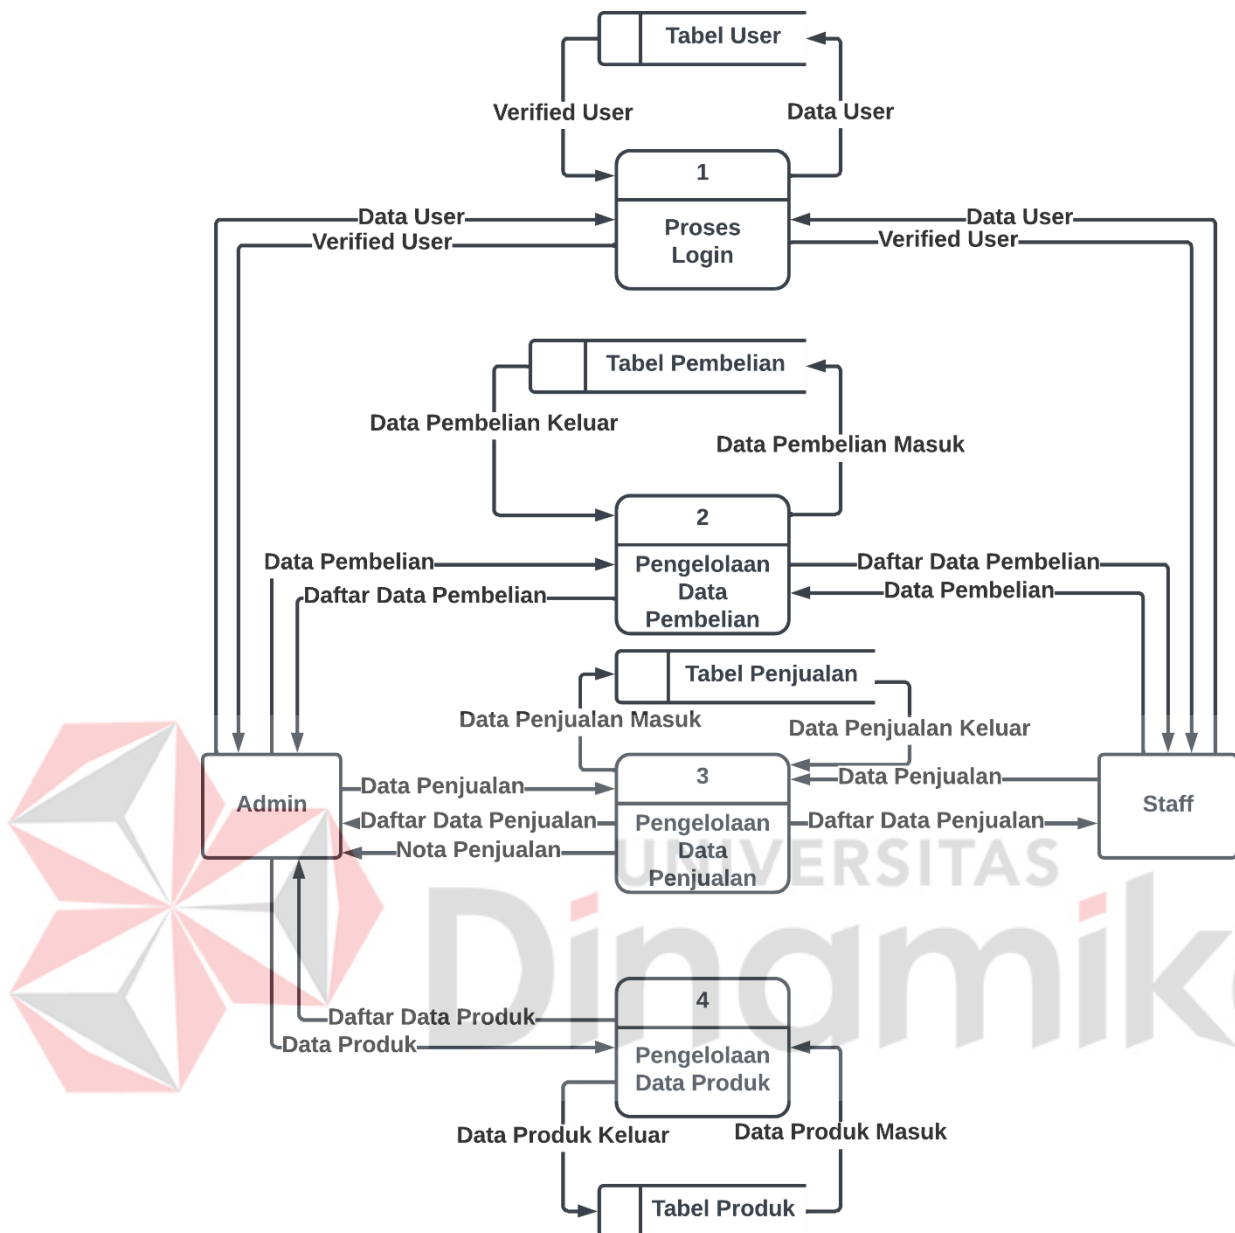 Tabel User
Verified User
Data User
1
Data User
Data User
Verified User
Verified User
Proses
Login
Tabel Pembelian
Data Pembelian Keluar
Data Pembelian Masuk
2
Data Pembelian
Pengelolaan
Data
Pembelian
Daftar Data Pembelian
Daftar Data Pembelian
Data Pembelian
Tabel Penjualan
Data Penjualan Masuk
Data Penjualan Keluar
3
Data Penjualan
Data Penjualan
Admin
Staff
Daftar Data Penjualan
Pengelolaan
Data
Penjualan
Daftar Data Penjualan
Nota Penjualan
UNIVERSITAS
Dinamika
4
Daftar Data Produk
Data Produk
Pengelolaan
Data Produk
Data Produk Keluar
Data Produk Masuk
Tabel Produk